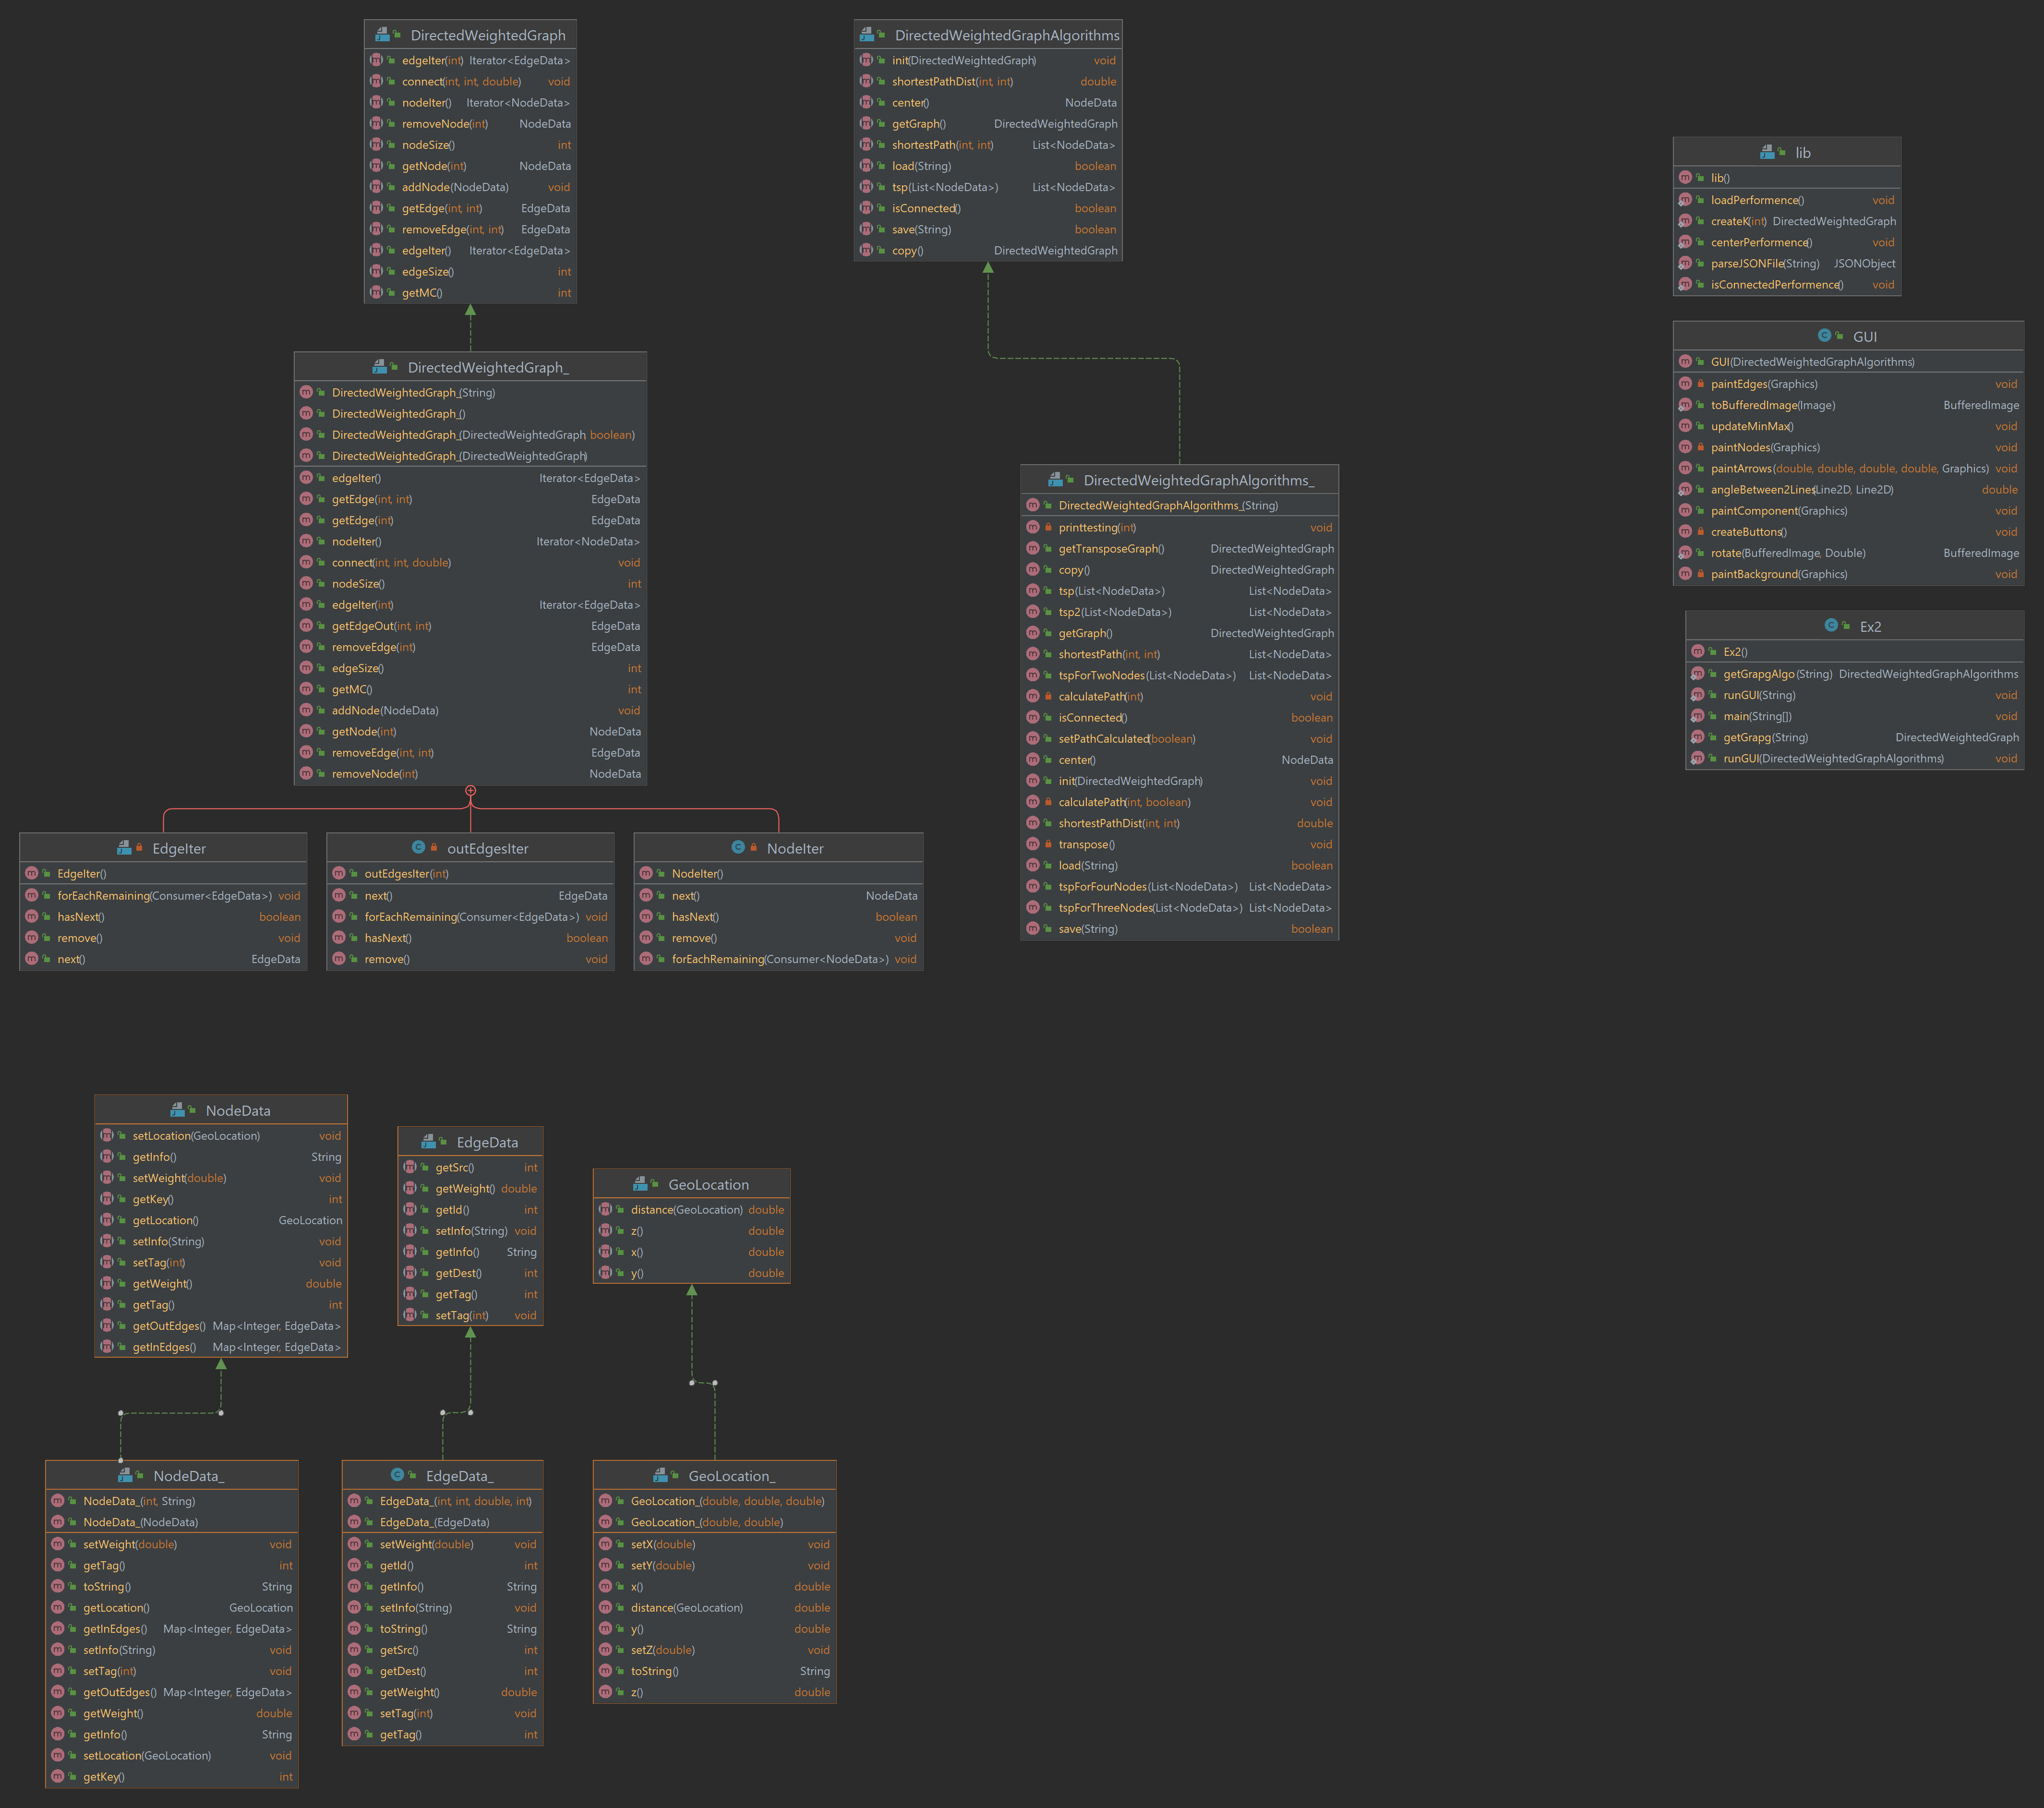 DirectedWeightedGraph
edgeIter(int) Iterator<EdgeData>
connect(int, int, double) void
nodeIter() Iterator<NodeData>
removeNode(int) NodeData
nodeSize() int
getNode(int) NodeData
addNode(NodeData) void
getEdge(int, int) EdgeData
removeEdge(int, int) EdgeData
edgeIter() Iterator<EdgeData>
edgeSize() int
getMC() int
DirectedWeightedGraphAlgorithms
init(DirectedWeightedGraph) void
shortestPathDist(int, int) double
center() NodeData
getGraph() DirectedWeightedGraph
shortestPath(int, int) List<NodeData>
load(String) boolean
tsp(List<NodeData>) List<NodeData>
isConnected() boolean
save(String) boolean
copy() DirectedWeightedGraph
lib
lib()
loadPerformence() void
createK(int) DirectedWeightGraph
centerPerformence() void
parseJSONFile(String) JSONObject
isConnectedPerformence() void
GUI
GUI(DirectedWeightedGraphAlgorithms)
paintEdges(Graphics) void
toBufferedImage(Image) BufferedImage
updateMinMax() void
paintNodes(Graphics) void
paintArrows(double, double, double, double, Graphics) void
angleBetween2Lines(Line2D, Line2D) double
paintComponent(Graphics) void
createButtons() void
rotate(BufferedImage, Double) BufferedImage
paintBackground(Graphics) void
Ex2
Ex2()
getGrapgAlgo(String) DirectedWeightedGraphAlgorithms
runGUI(String) void
main(String[]) void
getGrapg(String) DirectedWeightedGraph
runGUI(DirectedWeightedGraphAlgorithms) void
DirectedWeightedGraph_
DirectedWeightedGraph_(String)
DirectedWeightedGraph_()
DirectedWeightedGraph_(DirectedWeightedGraph, boolean)
DirectedWeightedGraph_(DirectedWeightedGraph)
edgeIter() Iterator<EdgeData>
getEdge(int, int) EdgeData
getEdge(int) EdgeData
nodeIter() Iterator<NodeData>
connect(int, int, double) void
nodeSize() int
edgeIter(int) Iterator<EdgeData>
getEdgeOut(int, int) EdgeData
removeEdge(int) EdgeData
edgeSize() int
getMC() int
addNode(NodeData) void
getNode(int) NodeData
removeEdge(int, int) EdgeData
removeNode(int) NodeData
DirectedWeightedGraphAlgorithms_
DirectedWeightedGraphAlgorithms_(String)
printtesting(int) void
getTransposeGraph() DirectedWeightedGraph
copy() DirectedWeightedGraph
tsp(List<NodeData>) List<NodeData>
tsp2(List<NodeData>) List<NodeData>
getGraph() DirectedWeightedGraph
shortestPath(int, int) List<NodeData>
tspForTwoNodes(List<NodeData>) List<NodeData>
calculatePath(int) void
isConnected() boolean
setPathCalculated(boolean) void
center() NodeData
init(DirectedWeightedGraph) void
calculatePath(int, boolean) void
shortestPathDist(int, int) double
transpose() void
load(String) boolean
tspForFourNodes(List<NodeData>) List<NodeData>
tspForThreeNodes(List<NodeData>) List<NodeData>
save(String) boolean
EdgeIter
EdgeIter()
forEachRemaining(Consumer<EdgeData>) void
hasNext() boolean
remove() void
next() EdgeData
outEdgesIter
outEdgesIter(int)
next() EdgeData
forEachRemaining(Consumer<EdgeData>) void
hasNext() boolean
remove() void
NodeIter
NodeIter()
next() NodeData
hasNext() boolean
remove() void
forEachRemaining(Consumer<NodeData>) void
NodeData
setLocation(GeoLocation) void
getInfo() String
setWeight(double) void
getKey() int
getLocation() GeoLocation
setInfo(String) void
setTag(int) void
getWeight() double
getTag() int
getOutEdges() Map<Integer, EdgeData>
getInEdges() Map<Integer, EdgeData>
EdgeData
getSrc() int
getWeight() double
getId() int
setInfo(String) void
getInfo() String
getDest() int
getTag() int
setTag(int) void
GeoLocation
distance(GeoLocation) double
z() double
x() double
y() double
NodeData_
NodeData_(int, String)
NodeData_(NodeData)
setWeight(double) void
getTag() int
toString() String
getLocation() GeoLocation
getInEdges() Map<Integer, EdgeData>
setInfo(String) void
setTag(int) void
getOutEdges() Map<Integer, EdgeData>
getWeight() double
getInfo() String
setLocation(GeoLocation) void
getKey() int
EdgeData_
EdgeData_(int, int, double, int)
EdgeData_(EdgeData)
setWeight(double) void
getId() int
getInfo() String
setInfo(String) void
toString() String
getSrc() int
getDest() int
getWeight() double
setTag(int) void
getTag() int
GeoLocation_
GeoLocation_(double, double, double)
GeoLocation_(double, double)
setX(double) void
setY(double) void
x() double
distance(GeoLocation) double
y() double
setZ(double) void
toString() String
z() double